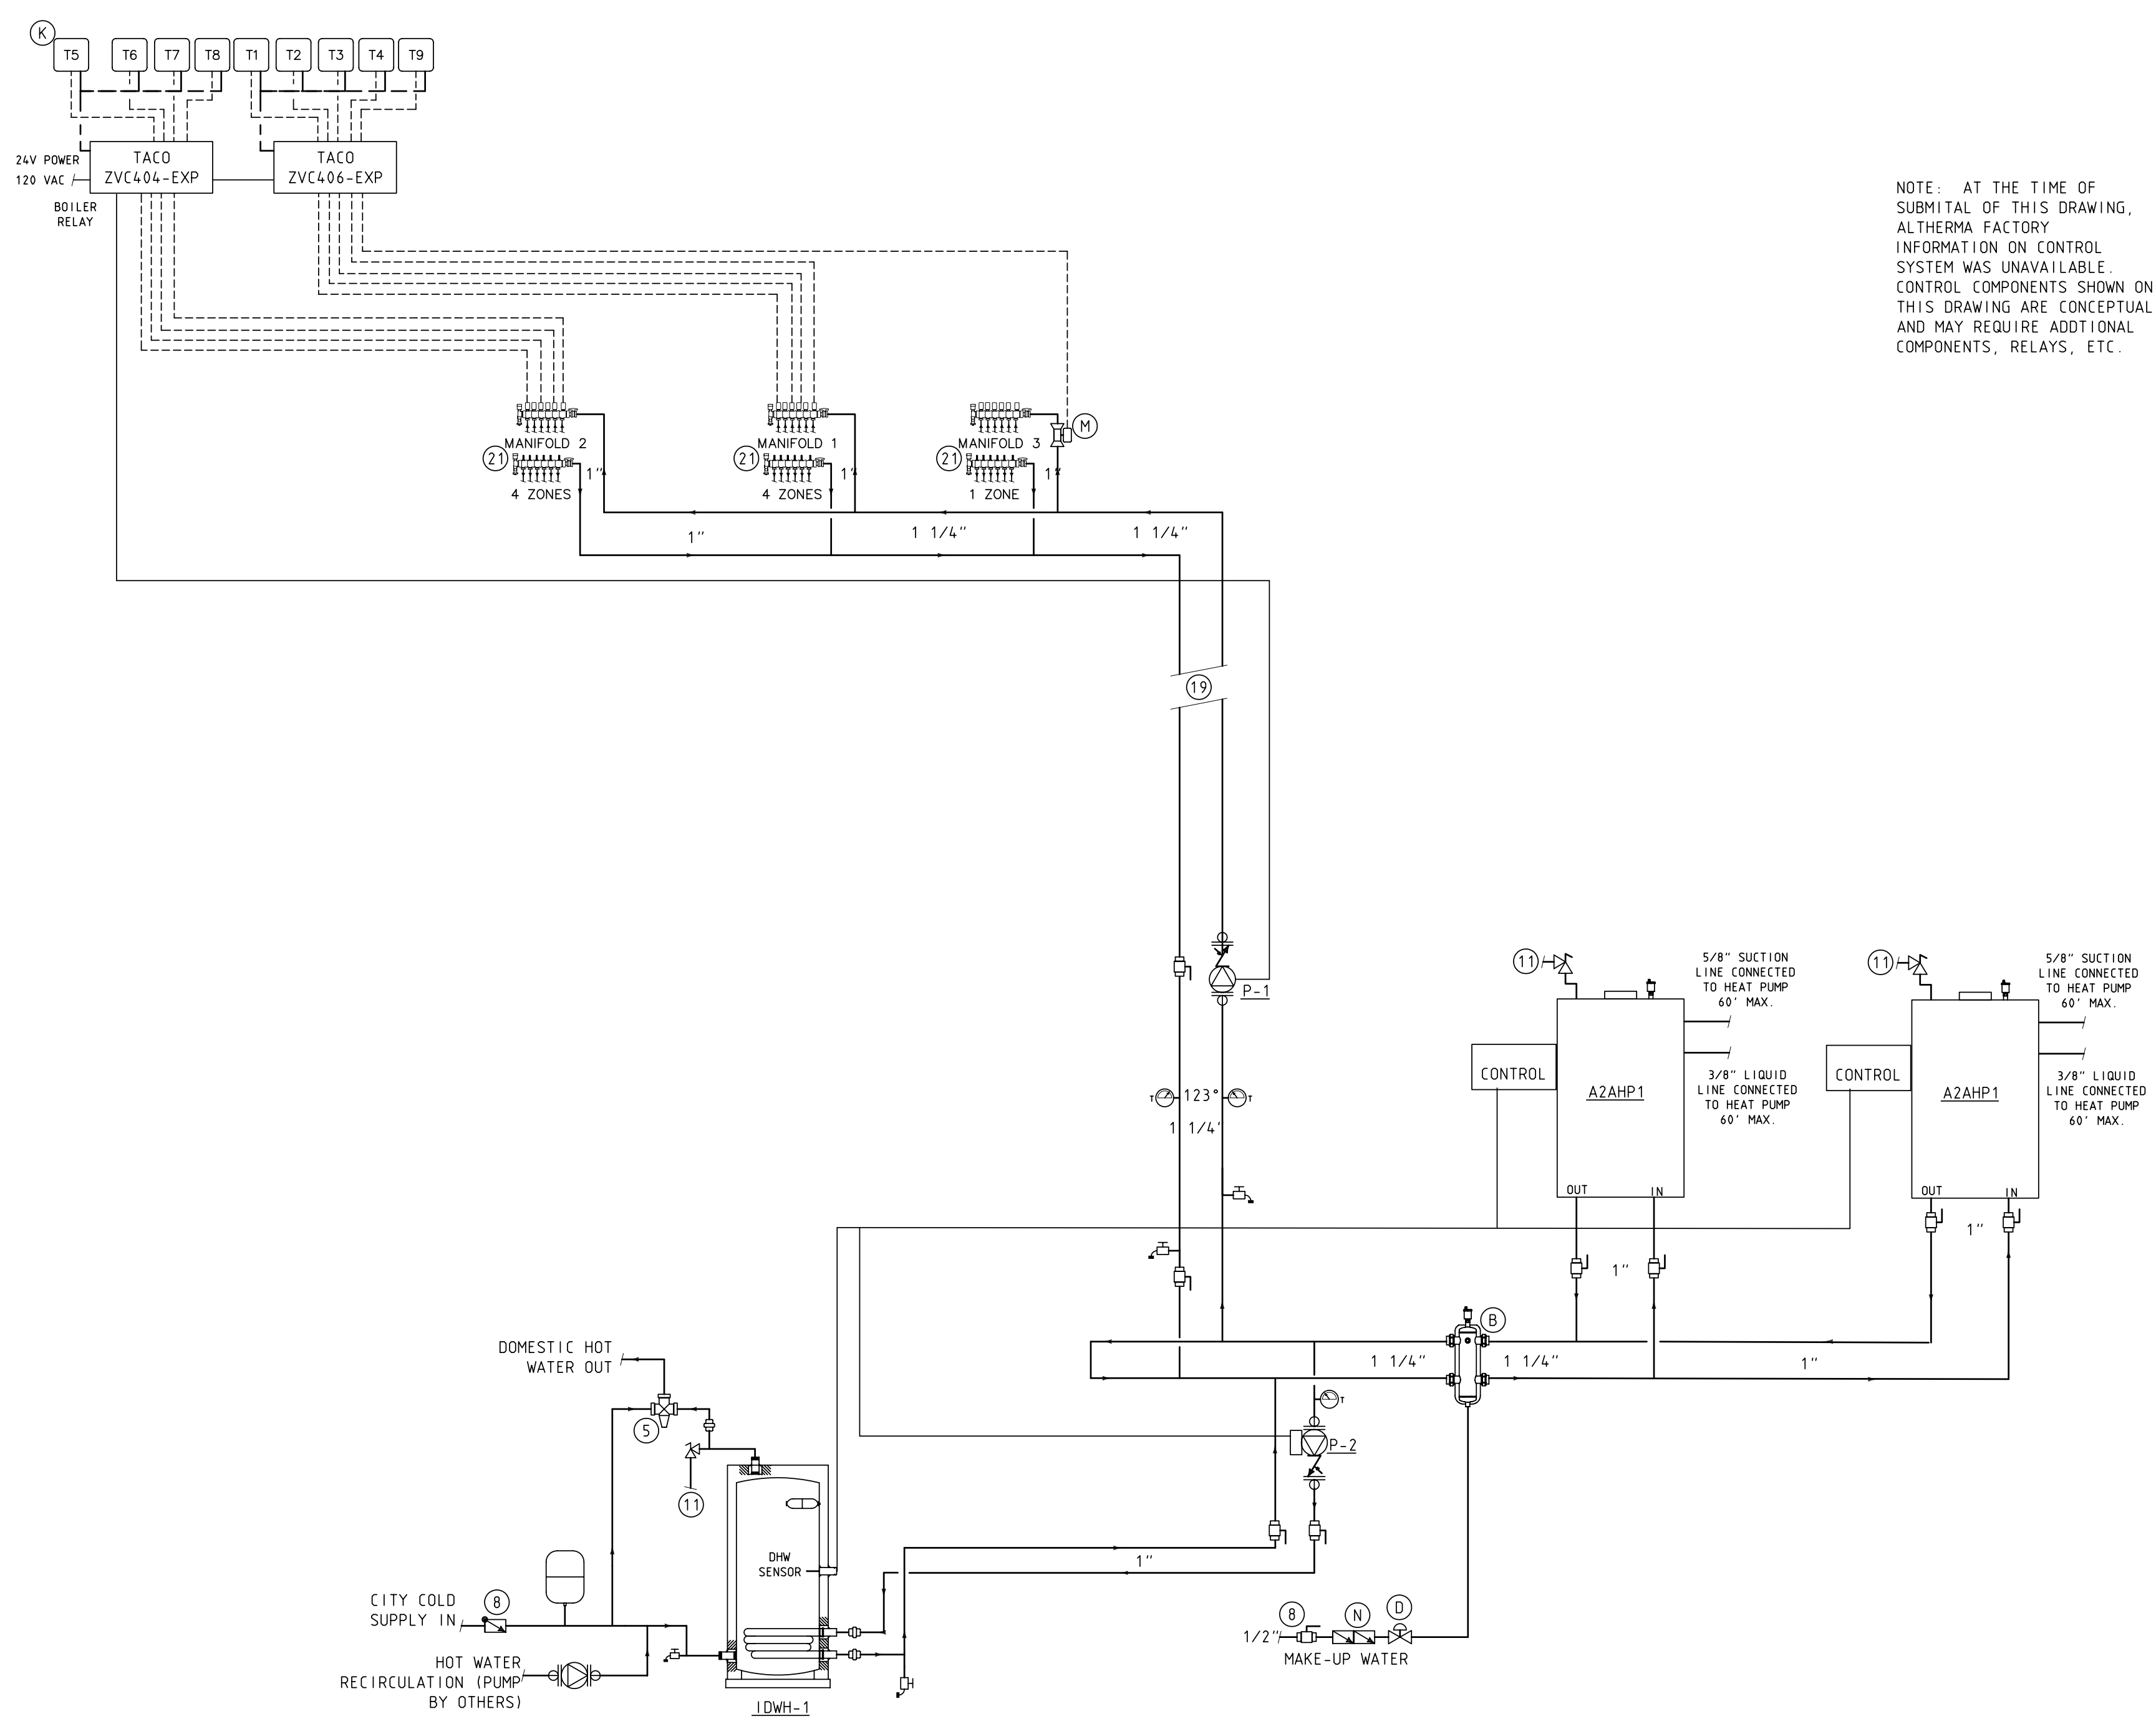 K
T5
T6
T7
T8
T1
T2
T3
T4
T9
24V POWER
120 VAC
TACO
ZVC404-EXP
TACO
ZVC406-EXP
BOILER
RELAY
NOTE: AT THE TIME OF
SUBMITAL OF THIS DRAWING,
ALTHERMA FACTORY
INFORMATION ON CONTROL
SYSTEM WAS UNAVAILABLE.
CONTROL COMPONENTS SHOWN ON
THIS DRAWING ARE CONCEPTUAL
AND MAY REQUIRE ADDTIONAL
COMPONENTS, RELAYS, ETC.
MANIFOLD 2
21
1"
4 ZONES
MANIFOLD 1
21
1"
4 ZONES
MANIFOLD 3
M
21
1"
1 ZONE
1"
1 1/4"
1 1/4"
19
P-1
T
123°
T
1 1/4"
11
5/8" SUCTION
LINE CONNECTED
TO HEAT PUMP
60' MAX.
CONTROL
A2AHP1
3/8" LIQUID
LINE CONNECTED
TO HEAT PUMP
60' MAX.
OUT
IN
1"
11
5/8" SUCTION
LINE CONNECTED
TO HEAT PUMP
60' MAX.
CONTROL
A2AHP1
3/8" LIQUID
LINE CONNECTED
TO HEAT PUMP
60' MAX.
OUT
IN
1"
B
1 1/4"
1 1/4"
1"
DOMESTIC HOT
WATER OUT
5
11
T
P-2
DHW
SENSOR
1"
CITY COLD
SUPPLY IN
8
HOT WATER
RECIRCULATION (PUMP
BY OTHERS)
IDWH-1
8
N
D
1/2"
MAKE-UP WATER